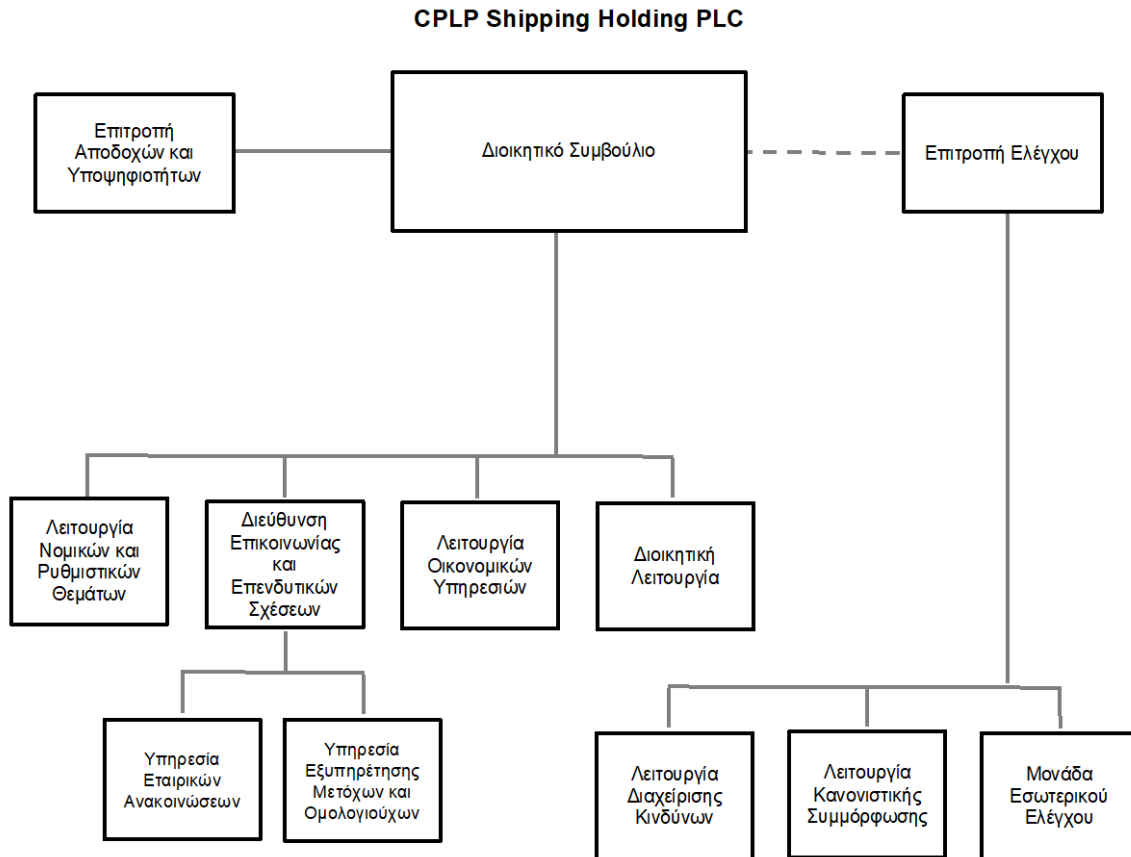 CPLP Shipping Holding PLC
Επιτροπή
Αποδοχών και
Υποψηφιοτήτων
Διοικητικό Συμβούλιο
Επιτροπή Ελέγχου
Λειτουργία
Νομικών και
Ρυθμιστικών
Θεμάτων
Διεύθυνση
Επικοινωνίας
και
Επενδυτικών
Σχέσεων
Λειτουργία
Οικονομικών
Υπηρεσιών
Διοικητική
Λειτουργία
Υπηρεσία
Εταιρικών
Ανακοινώσεων
Υπηρεσία
Εξυπηρέτησης
Μετόχων και
Ομολογιούχων
Λειτουργία
Διαχείρισης
Κινδύνων
Λειτουργία
Κανονιστικής
Συμμόρφωσης
Μονάδα
Εσωτερικού
Ελέγχου